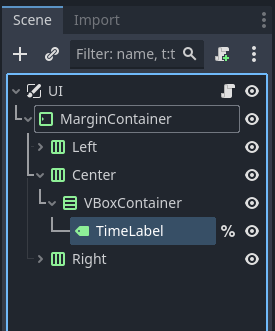 Scene Import
Filter: name, t:t
UI
MarginContainer
Left
Center
VBoxContainer
TimeLabel %
Right